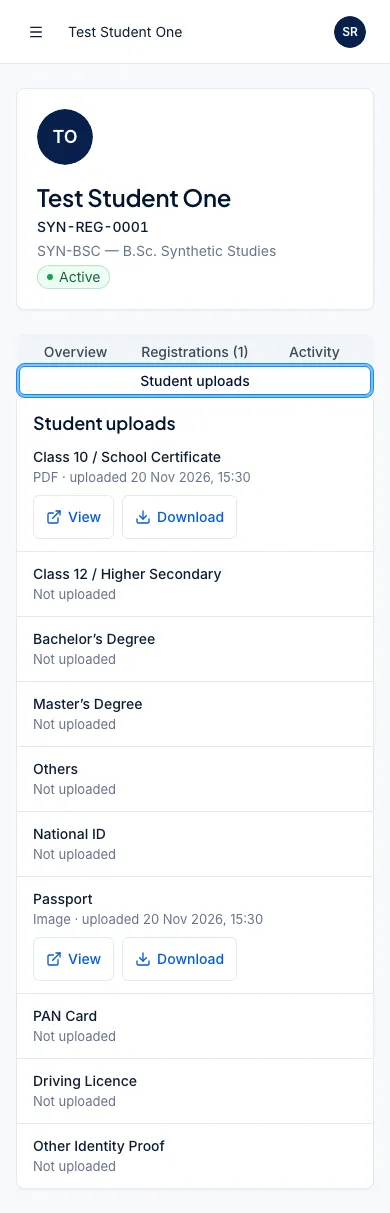 ☰ Test Student One SR
TO
Test Student One
SYN-REG-0001
SYN-BSC — B.Sc. Synthetic Studies
Active
Overview Registrations (1) Activity
Student uploads
Student uploads
Class 10 / School Certificate
PDF · uploaded 20 Nov 2026, 15:30
View Download
Class 12 / Higher Secondary
Not uploaded
Bachelor’s Degree
Not uploaded
Master’s Degree
Not uploaded
Others
Not uploaded
National ID
Not uploaded
Passport
Image · uploaded 20 Nov 2026, 15:30
View Download
PAN Card
Not uploaded
Driving Licence
Not uploaded
Other Identity Proof
Not uploaded